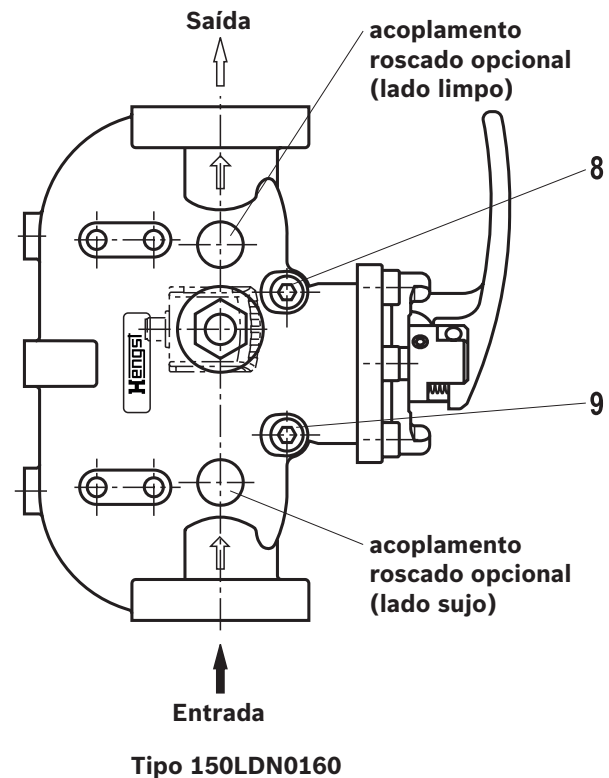 Saída
acoplamento
roscado opcional
(lado limpo)
8
Hengst
9
acoplamento
roscado opcional
(lado sujo)
Entrada
Tipo 150LDN0160